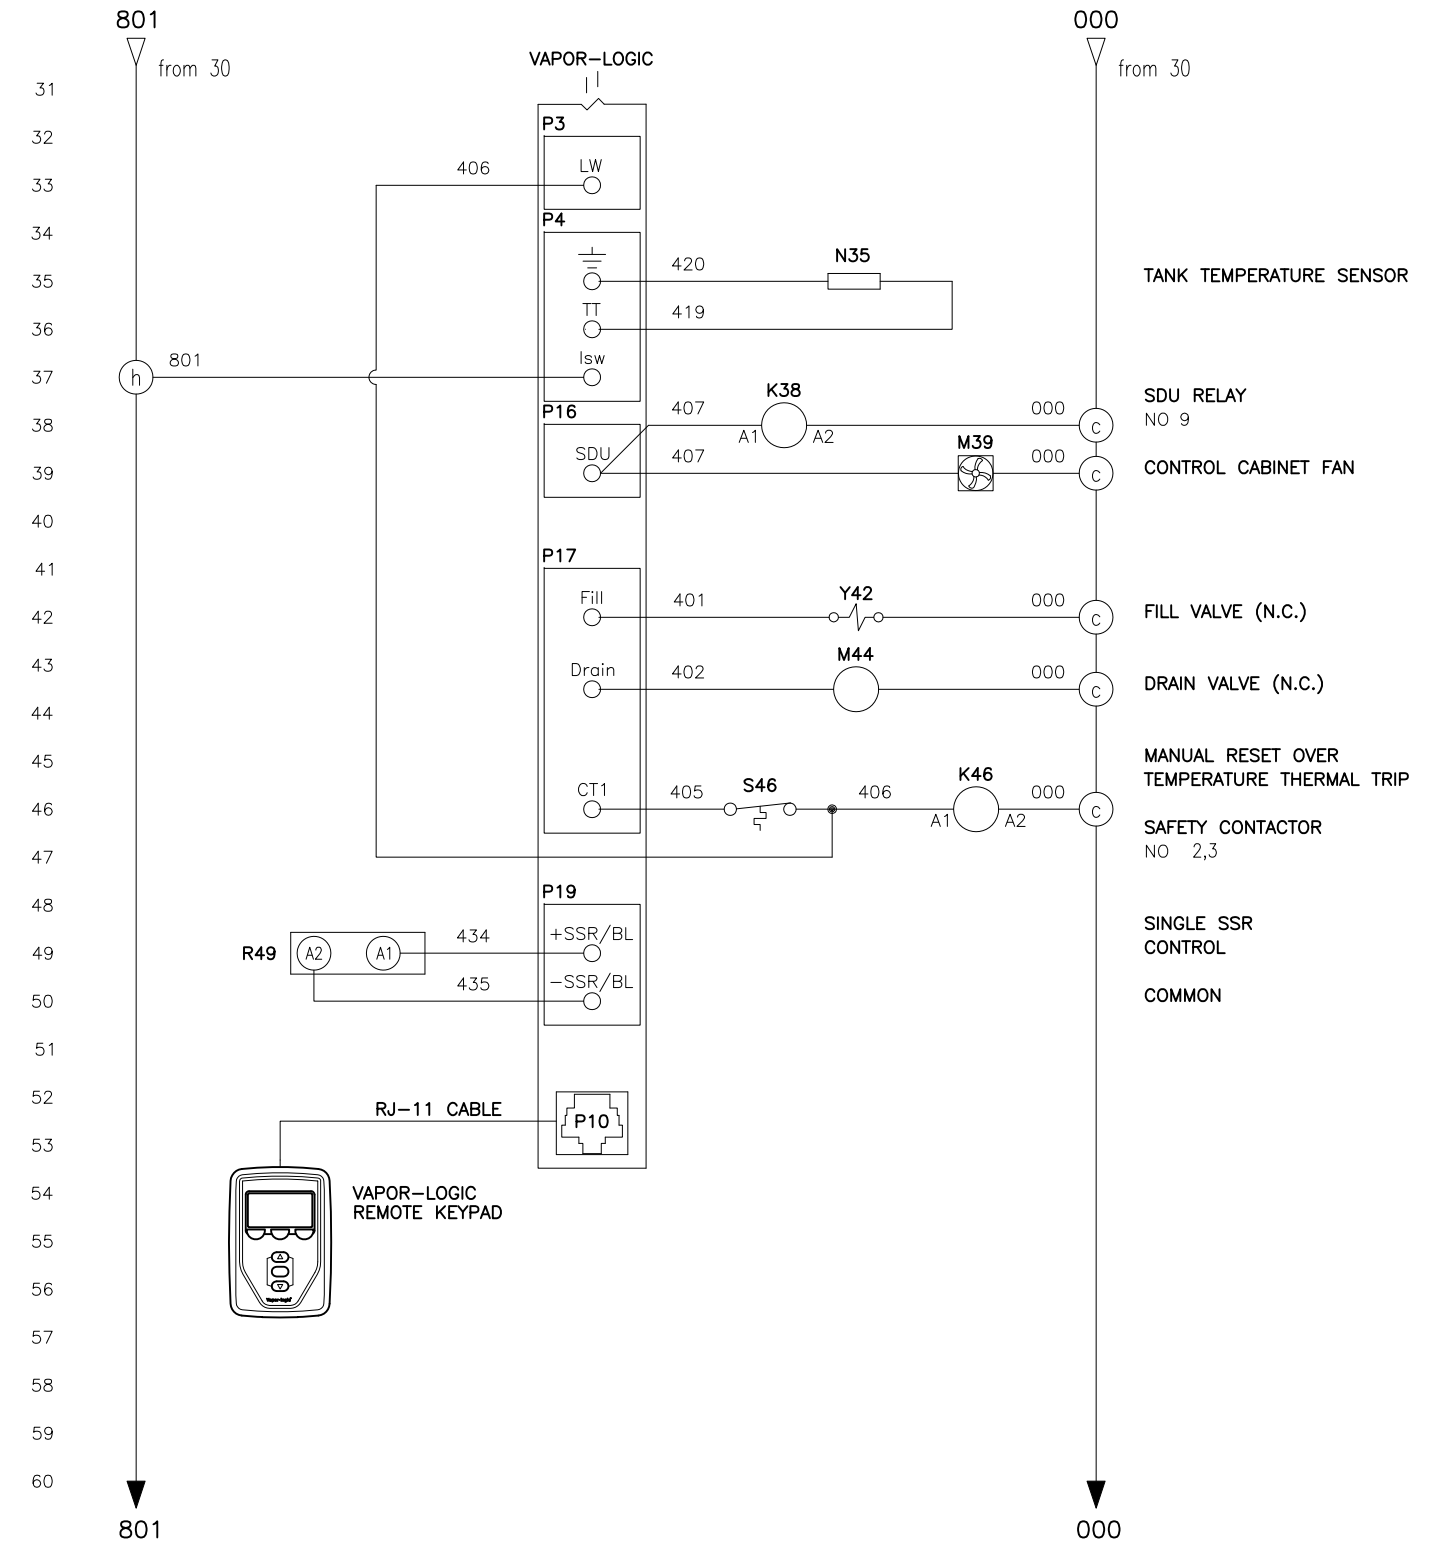 801
000
from 30
from 30
VAPOR-LOGIC
31
32
P3
406
LW
33
34
P4
420
N35
35
TANK TEMPERATURE SENSOR
TT
419
36
801
Isw
37
h
K38
SDU RELAY
P16
407
000
NO 9
38
A1
A2
c
SDU
407
M39
000
39
c
CONTROL CABINET FAN
40
P17
41
Fill
401
Y42
000
42
c
FILL VALVE (N.C.)
43
Drain
402
M44
000
c
DRAIN VALVE (N.C.)
44
45
MANUAL RESET OVER
TEMPERATURE THERMAL TRIP
CT1
405
S46
406
K46
000
46
A1
A2
c
SAFETY CONTACTOR
47
NO 2,3
P19
48
SINGLE SSR
434
+SSR/BL
49
R49
A2
A1
CONTROL
435
-SSR/BL
50
COMMON
51
52
RJ-11 CABLE
P10
53
54
VAPOR-LOGIC
REMOTE KEYPAD
55
56
Vapor-logic
57
58
59
60
801
000